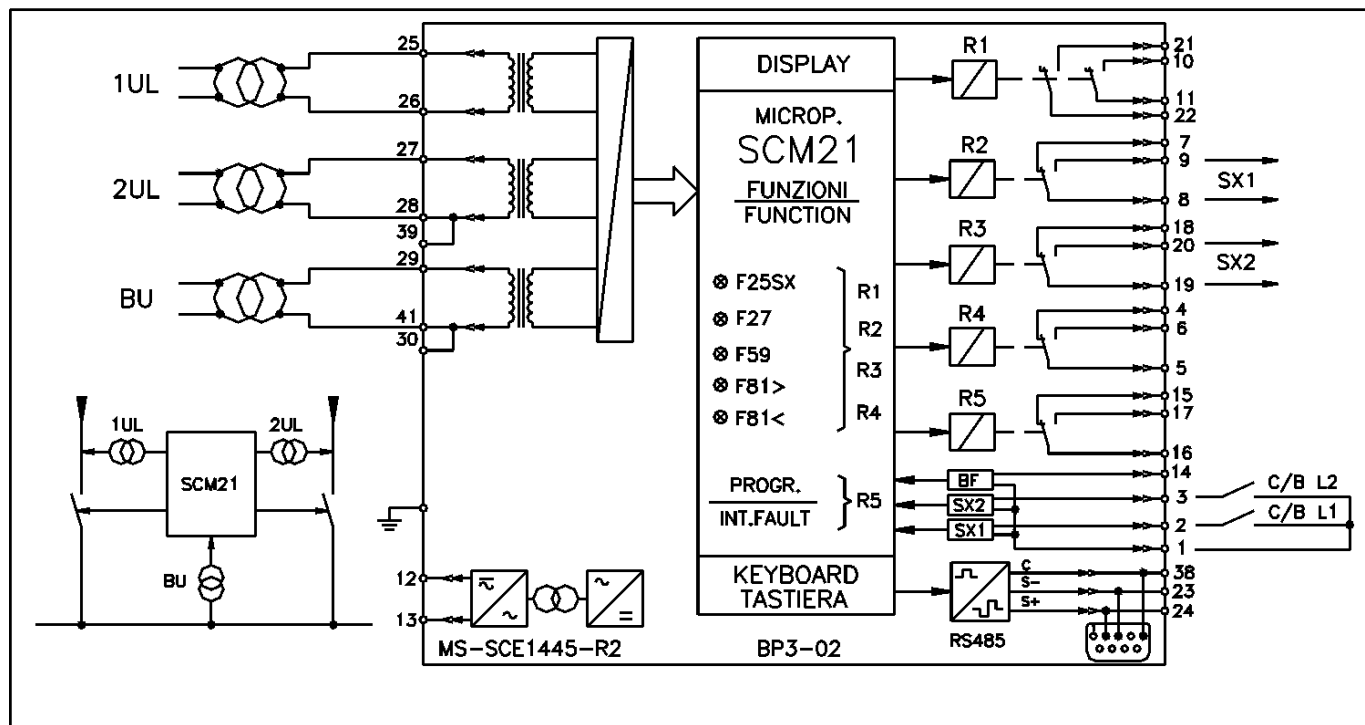 1UL
2UL
BU
25
26
27
28
39
29
41
30
12
13
MS-SCE1445-R2
1UL
2UL
SCM21
BU
DISPLAY
MICROP.
SCM21
FUNZIONI
FUNCTION
F25SX
F27
F59
F81>
F81<
R1
R2
R3
R4
PROGR.
INT.FAULT
R5
KEYBOARD
TASTIERA
BP3-02
R1
R2
R3
R4
R5
BF
SX2
SX1
C
S-
S+
RS485
21
10
11
22
7
9
8
18
20
19
4
6
5
15
17
16
14
3
2
1
38
23
24
SX1
SX2
C/B L2
C/B L1